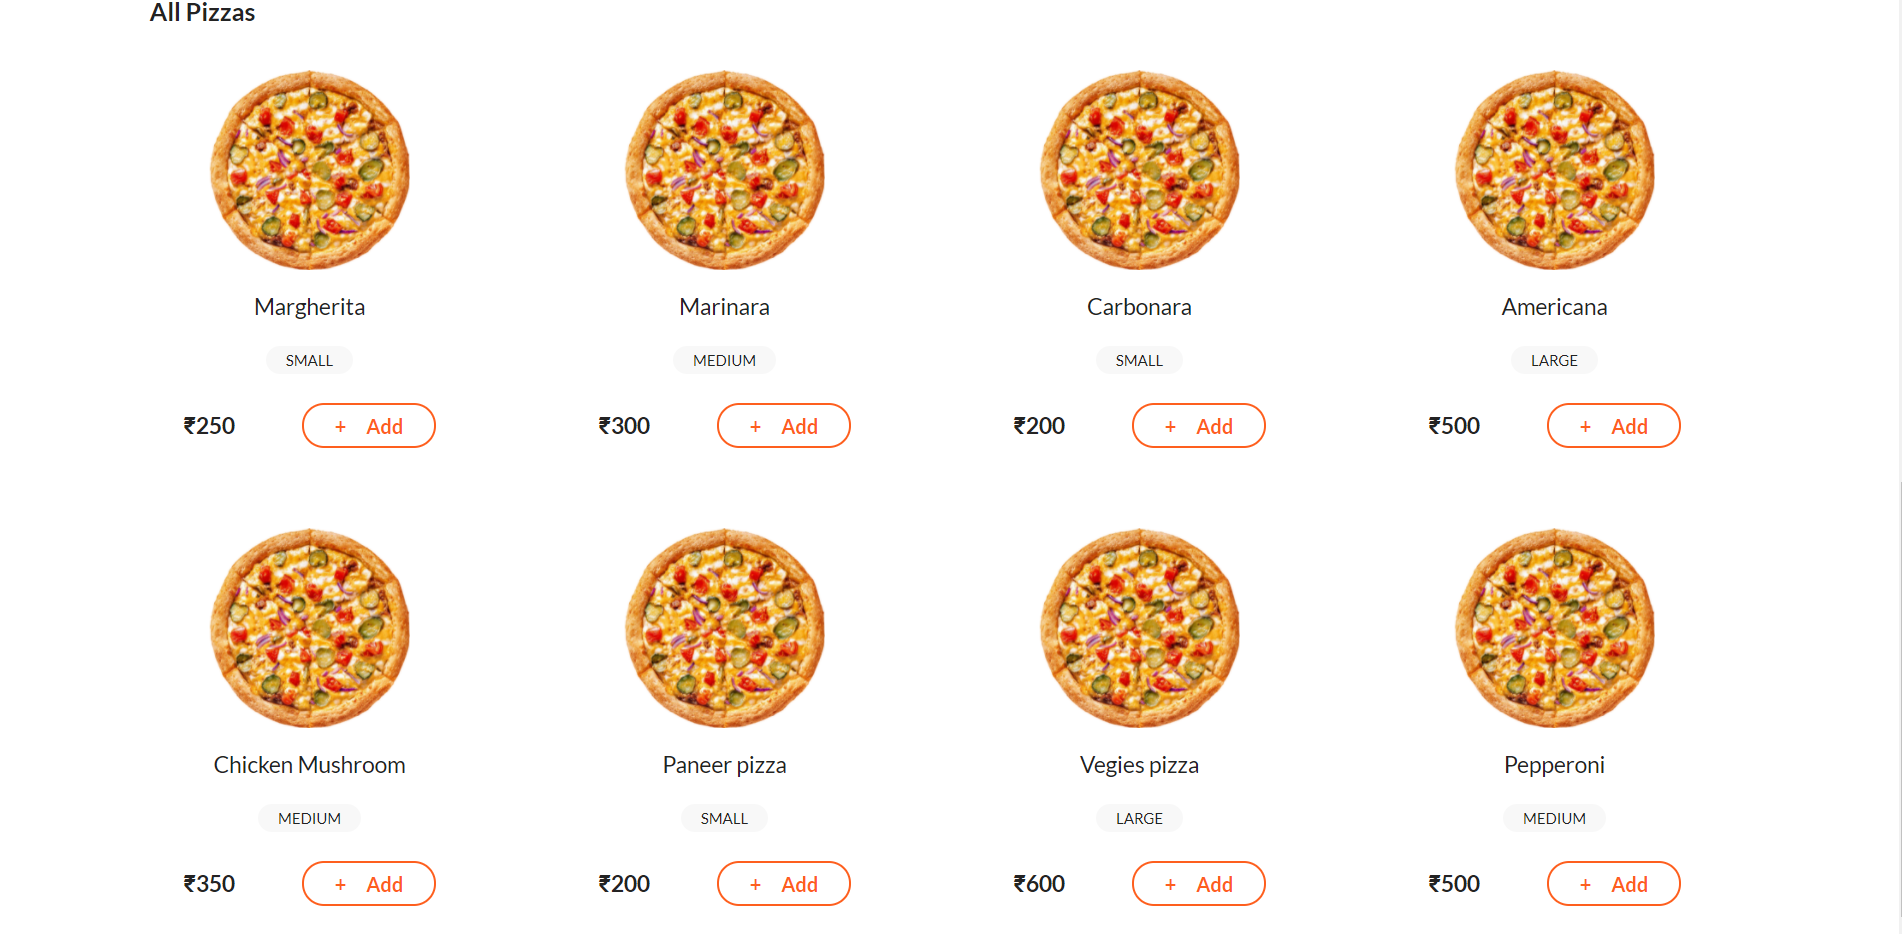 All Pizzas
Margherita
SMALL
₹250
+ Add
Marinara
MEDIUM
₹300
+ Add
Carbonara
SMALL
₹200
+ Add
Americana
LARGE
₹500
+ Add
Chicken Mushroom
MEDIUM
₹350
+ Add
Paneer pizza
SMALL
₹200
+ Add
Vegies pizza
LARGE
₹600
+ Add
Pepperoni
MEDIUM
₹500
+ Add